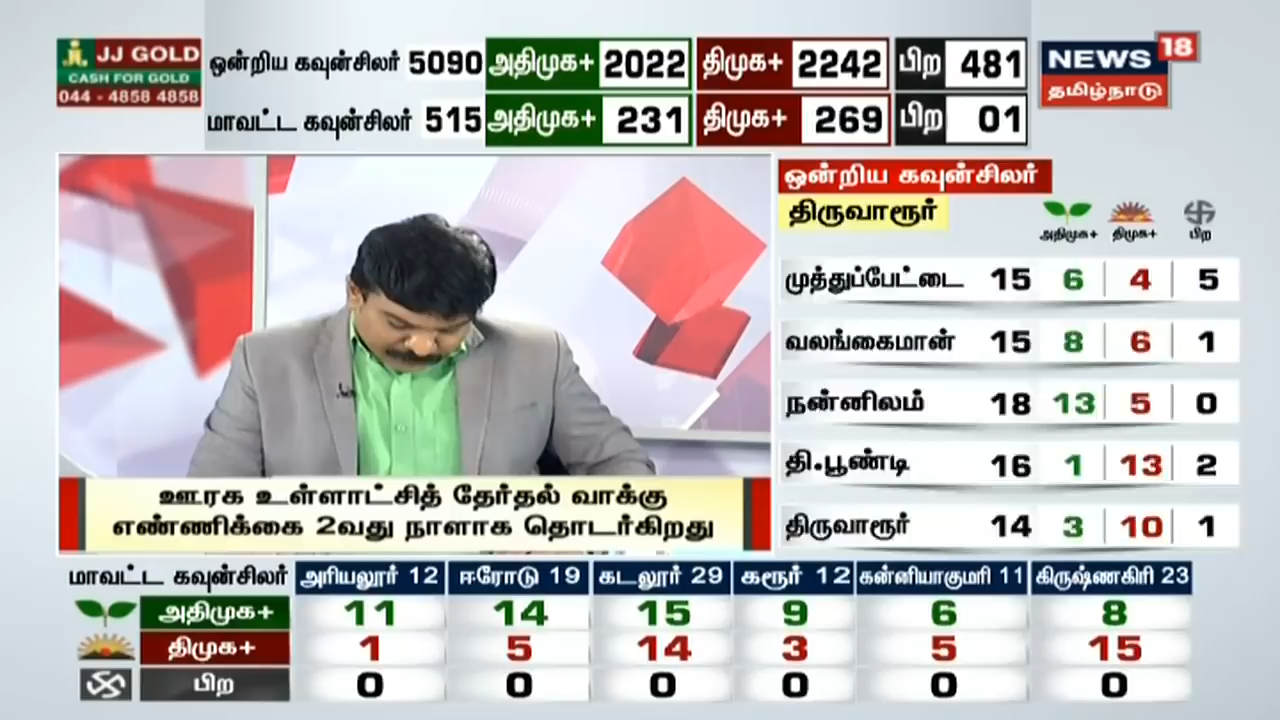 JJ GOLD
CASH FOR GOLD
044 - 4858 4858
ஒன்றிய கவுன்சிலர் 5090 அதிமுக+ 2022 திமுக+ 2242 பிற 481
மாவட்ட கவுன்சிலர் 515 அதிமுக+ 231 திமுக+ 269 பிற 01
NEWS 18
தமிழ்நாடு
ஒன்றிய கவுன்சிலர்
திருவாரூர்
அதிமுக+ திமுக+ பிற
முத்துப்பேட்டை 15 6 4 5
வலங்கைமான் 15 8 6 1
நன்னிலம் 18 13 5 0
தி.பூண்டி 16 1 13 2
திருவாரூர் 14 3 10 1
ஊரக உள்ளாட்சித் தேர்தல் வாக்கு
எண்ணிக்கை 2வது நாளாக தொடர்கிறது
மாவட்ட கவுன்சிலர் அரியலூர் 12 ஈரோடு 19 கடலூர் 29 கரூர் 12 கன்னியாகுமரி 11 கிருஷ்ணகிரி 23
அதிமுக+ 11 14 15 9 6 8
திமுக+ 1 5 14 3 5 15
பிற 0 0 0 0 0 0